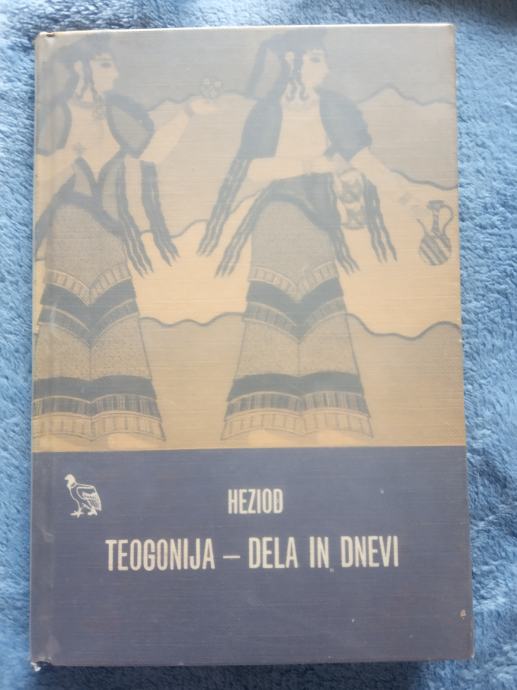 HEZIOD
TEOGONIJA – DELA IN DNEVI